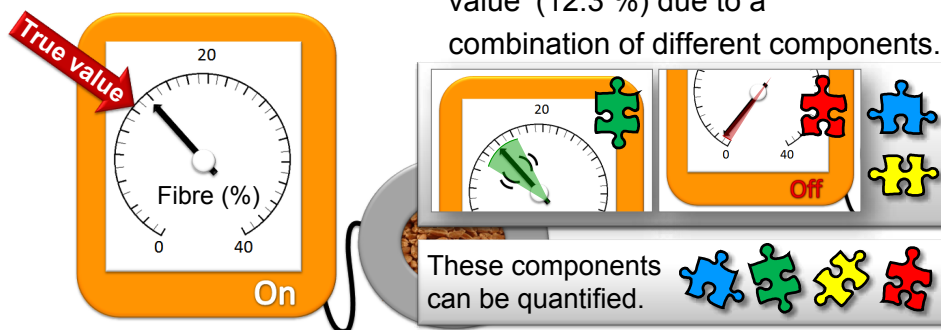 value (12.3 %) due to a
combination of different components.
True value
20
Fibre (%)
0
40
On
20
0
40
Off
These components
can be quantified.